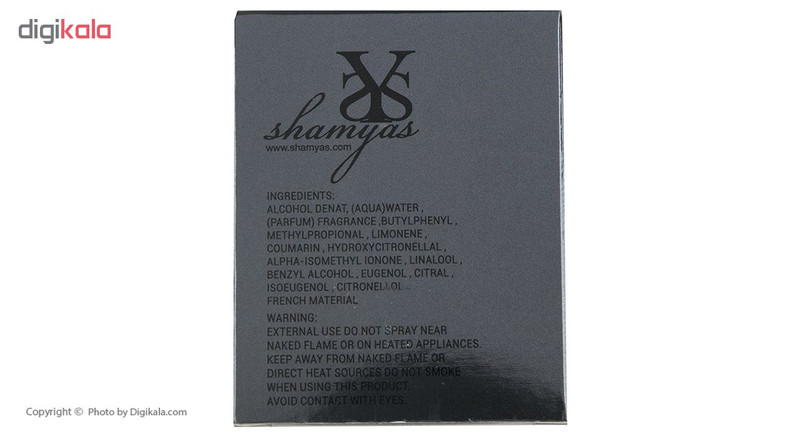 digikala
YS
shamyas
www.shamyas.com
INGREDIENTS:
ALCOHOL DENAT, (AQUA)WATER ,
(PARFUM) FRAGRANCE ,BUTYLPHENYL ,
METHYLPROPIONAL , LIMONENE ,
COUMARIN , HYDROXYCITRONELLAL ,
ALPHA-ISOMETHYL IONONE , LINALOOL ,
BENZYL ALCOHOL , EUGENOL , CITRAL ,
ISOEUGENOL , CITRONELLOL
FRENCH MATERIAL
WARNING:
EXTERNAL USE DO NOT SPRAY NEAR
NAKED FLAME OR ON HEATED APPLIANCES.
KEEP AWAY FROM NAKED FLAME OR
DIRECT HEAT SOURCES DO NOT SMOKE
WHEN USING THIS PRODUCT.
AVOID CONTACT WITH EYES.
Copyright © Photo by Digikala.com